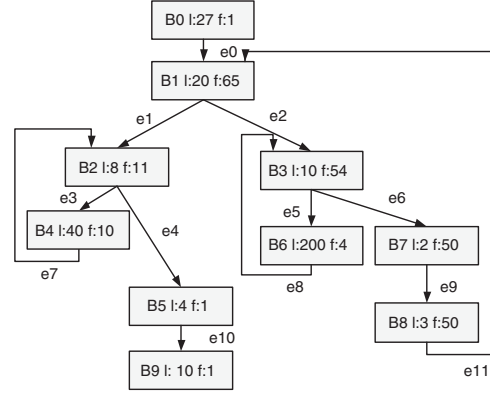 B0 l:27 f:1
e0
B1 l:20 f:65
e1
e2
B2 l:8 f:11
B3 l:10 f:54
e3
e4
e5
e6
B4 l:40 f:10
B6 l:200 f:4
B7 l:2 f:50
e7
e8
e9
B5 l:4 f:1
B8 l:3 f:50
e10
e11
B9 l: 10 f:1